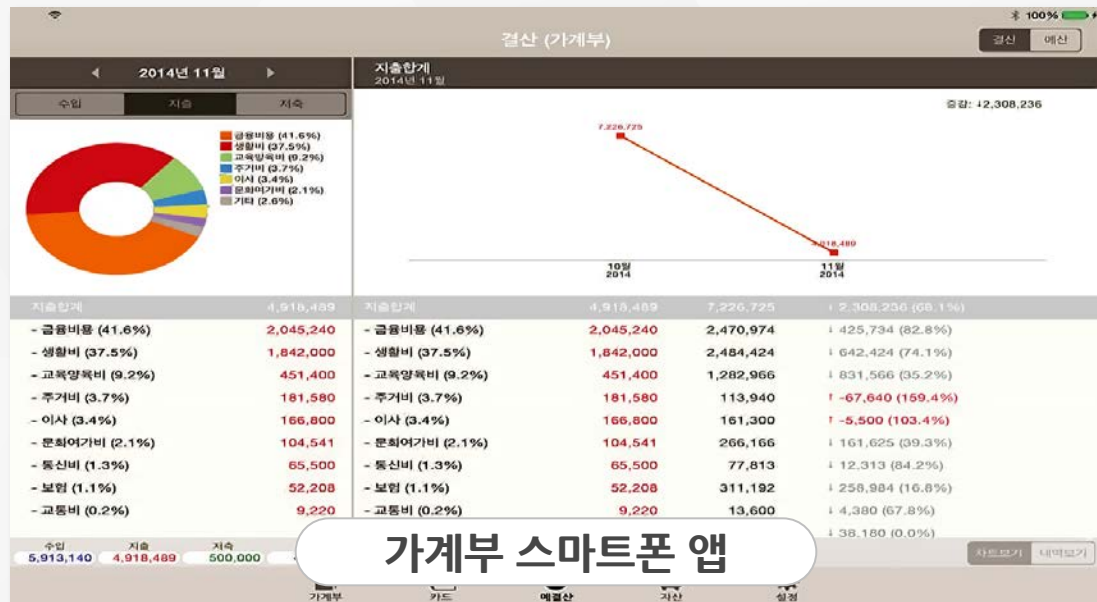 100%
결산 (가계부)
결산 예산
2014년 11월
수입 지출 저축
금융비용 (41.6%)
생활비 (37.5%)
교육양육비 (9.2%)
주거비 (3.7%)
이사 (3.4%)
문화여가비 (2.1%)
기타 (2.6%)
지출합계
2014년 11월
증감: ↓2,308,236
7,226,725
4,918,489
10월 11월
2014 2014
지출합계 4,918,489
- 금융비용 (41.6%) 2,045,240
- 생활비 (37.5%) 1,842,000
- 교육양육비 (9.2%) 451,400
- 주거비 (3.7%) 181,580
- 이사 (3.4%) 166,800
- 문화여가비 (2.1%) 104,541
- 통신비 (1.3%) 65,500
- 보험 (1.1%) 52,208
- 교통비 (0.2%) 9,220
지출합계 4,918,489 7,226,725 ↓ 2,308,236 (68.1%)
- 금융비용 (41.6%) 2,045,240 2,470,974 ↓ 425,734 (82.8%)
- 생활비 (37.5%) 1,842,000 2,484,424 ↓ 642,424 (74.1%)
- 교육양육비 (9.2%) 451,400 1,282,966 ↓ 831,566 (35.2%)
- 주거비 (3.7%) 181,580 113,940 ↑ -67,640 (159.4%)
- 이사 (3.4%) 166,800 161,300 ↑ -5,500 (103.4%)
- 문화여가비 (2.1%) 104,541 266,166 ↓ 161,625 (39.3%)
- 통신비 (1.3%) 65,500 77,813 ↓ 12,313 (84.2%)
- 보험 (1.1%) 52,208 311,192 ↓ 258,984 (16.8%)
- 교통비 (0.2%) 9,220 13,600 ↓ 4,380 (67.8%)
↓ 38,180 (0.0%)
수입 지출 저축
5,913,140 4,918,489 500,000
차트보기 내역보기
가계부 스마트폰 앱
가계부 카드 예결산 자산 설정